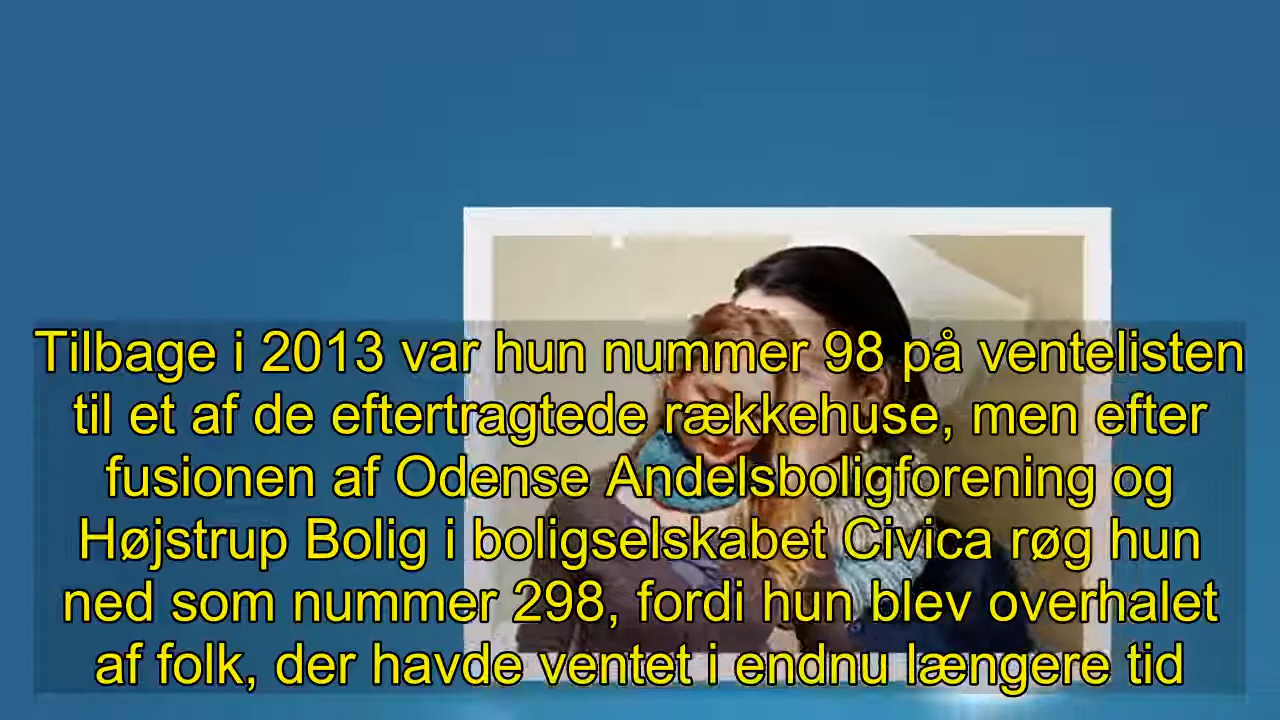 Tilbage i 2013 var hun nummer 98 på ventelisten
til et af de eftertragtede rækkehuse, men efter
fusionen af Odense Andelsboligforening og
Højstrup Bolig i boligselskabet Civica røg hun
ned som nummer 298, fordi hun blev overhalet
af folk, der havde ventet i endnu længere tid